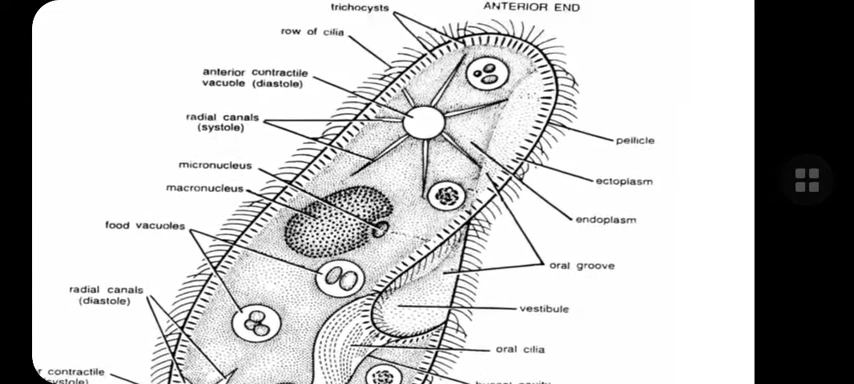 trichocysts
ANTERIOR END
row of cilia
anterior contractile
vacuole (diastole)
radial canals
(systole)
pellicle
micronucleus
macronucleus
ectoplasm
endoplasm
food vacuoles
oral groove
radial canals
(diastole)
vestibule
oral cilia
contractile